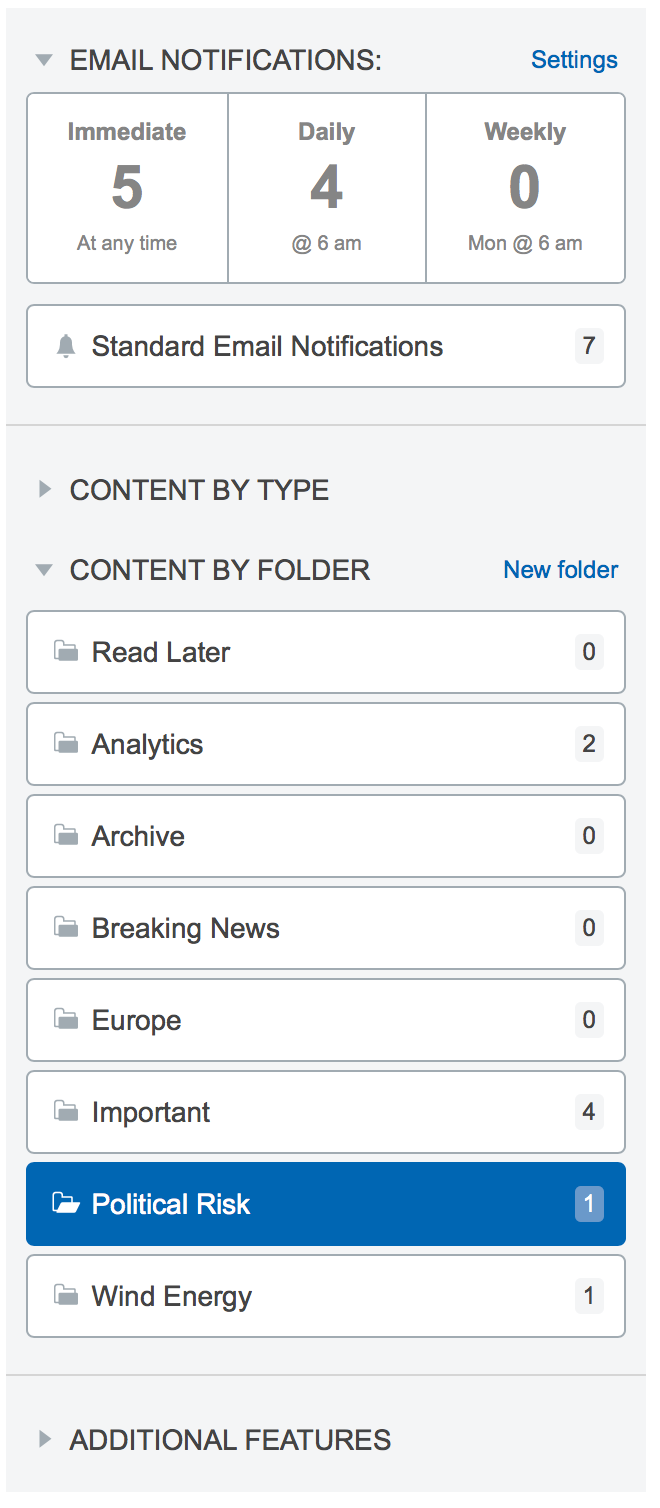 EMAIL NOTIFICATIONS: Settings
Immediate Daily Weekly
5 4 0
At any time @ 6 am Mon @ 6 am
Standard Email Notifications 7
CONTENT BY TYPE
CONTENT BY FOLDER New folder
Read Later 0
Analytics 2
Archive 0
Breaking News 0
Europe 0
Important 4
Political Risk 1
Wind Energy 1
ADDITIONAL FEATURES